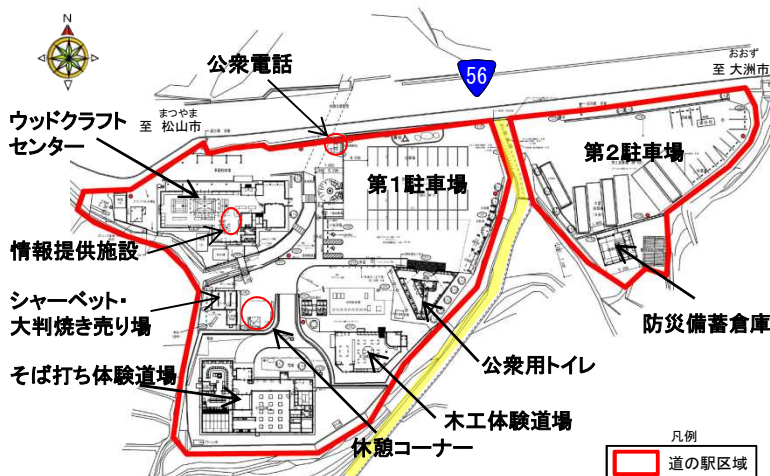 N
公衆電話
56
おおず
至 大洲市
まつやま
至 松山市
ウッドクラフト
センター
第1駐車場
第2駐車場
情報提供施設
シャーベット・
大判焼き売り場
防災備蓄倉庫
公衆用トイレ
そば打ち体験道場
木工体験道場
休憩コーナー
凡例
道の駅区域